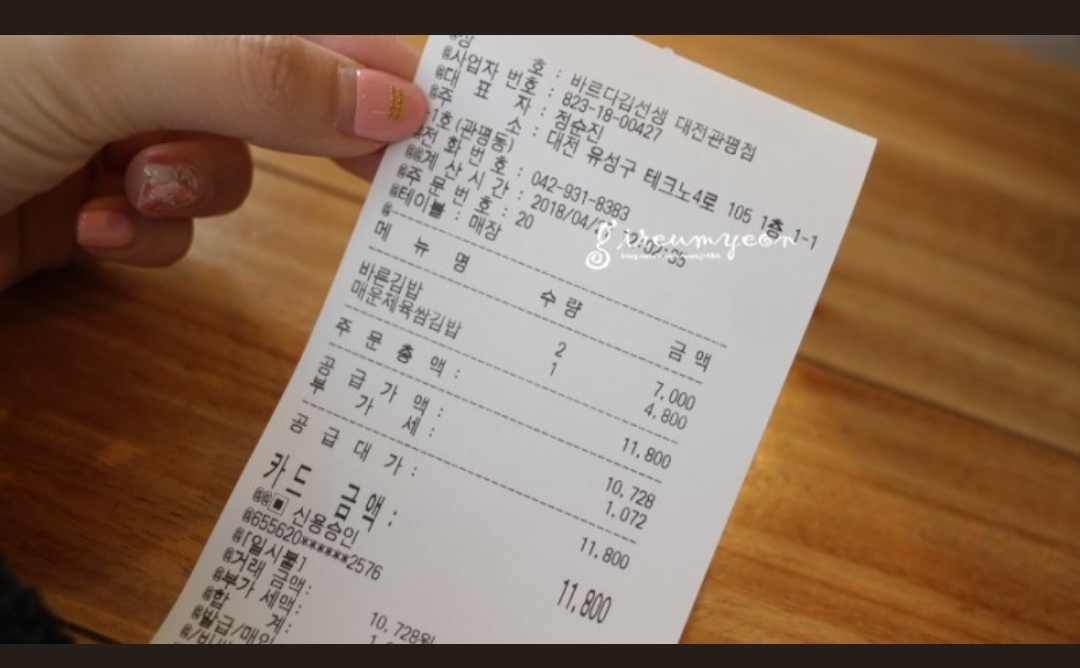 상 호 : 바르다김선생 대전관평점
사업자 번호 : 823-18-00427
대 표 자 : 정순진
주 소 : 대전 유성구 테크노4로 105 1층 1-1
1호 (관평동)
전 화 번 호 : 042-931-8383
계 산 시 간 : 2018/04/
주 문 번 호 : 20
테이블 : 매장
gireumyeon
메 뉴 명 수 량 금 액
바른김밥 2 7,000
매운제육쌈김밥 1 4,800
주 문 총 액 : 11,800
공 급 가 액 : 10,728
부 가 세 : 1,072
공 급 대 가 : 11,800
카드 금액 : 11,800
신용승인
655620******2576
[일시불]
거래 금액: 10,728원
부가 세액:
합 계: